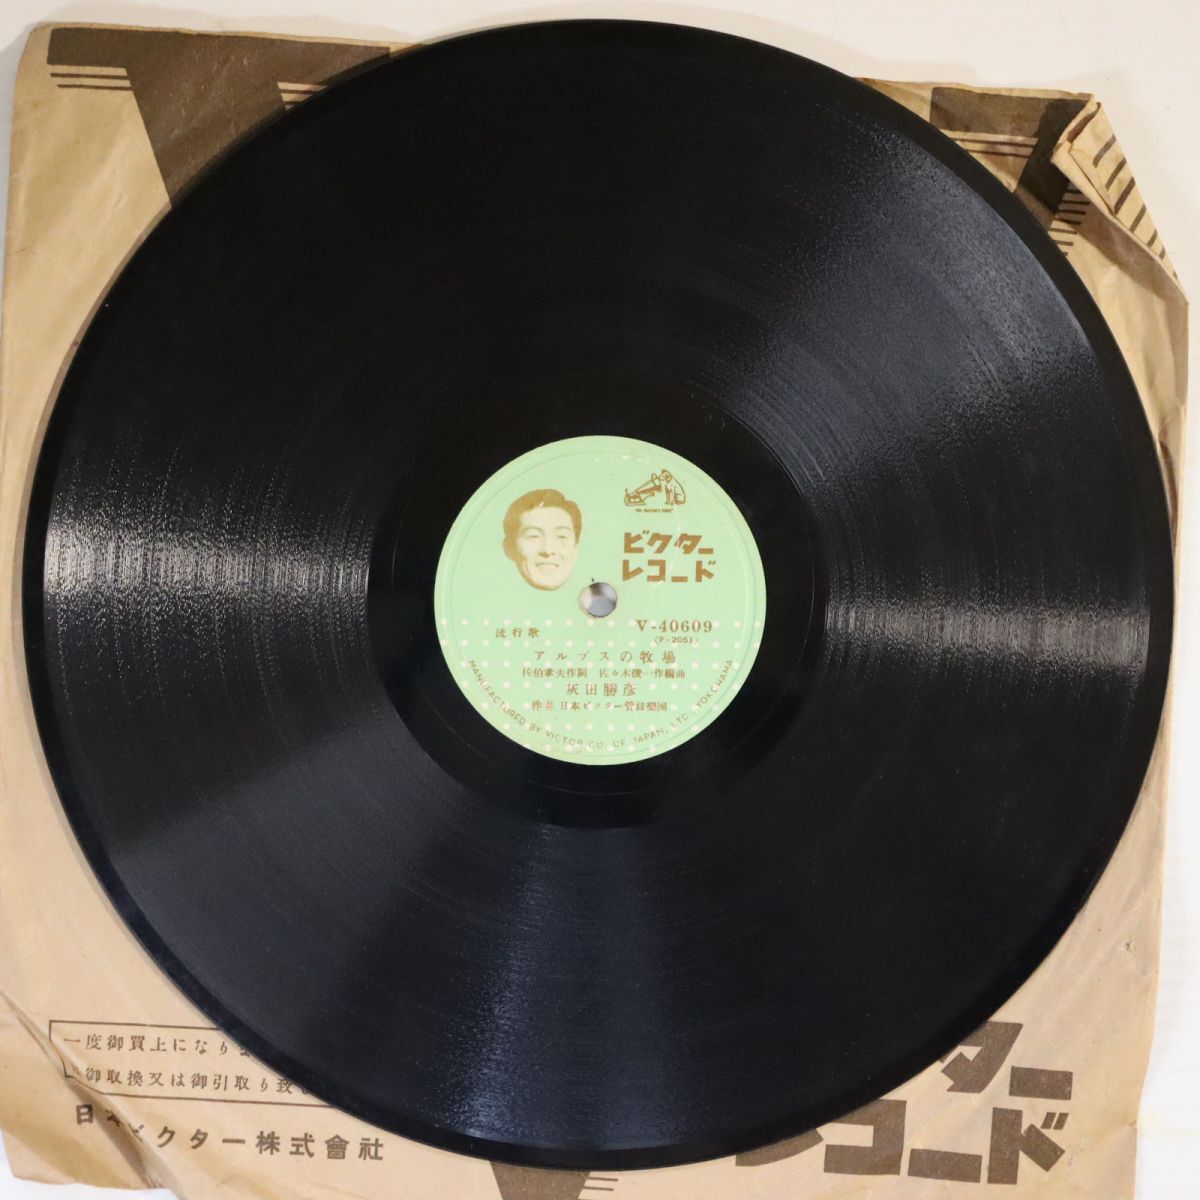 "HIS MASTER'S VOICE"
ビクター
レコード
V-40609
(P・2051)
流行歌
アルプスの牧場
佐伯孝夫作詞 佐々木俊一作編曲
灰田勝彦
伴奏 日本ビクター管絃樂團
MANUFACTURED BY VICTOR CO. OF JAPAN, LTD., YOKOHAMA
一度御買上になりま
御取換又は御引取り致し
日本ビクター株式會社
ター
レコード